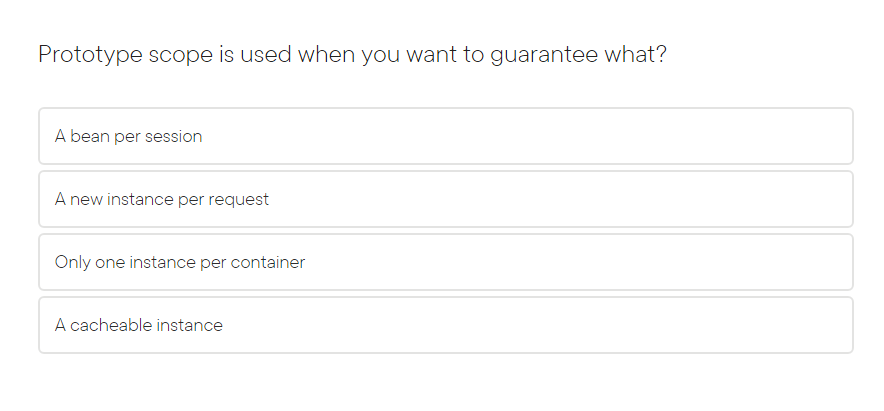 Prototype scope is used when you want to guarantee what?
A bean per session
A new instance per request
Only one instance per container
A cacheable instance